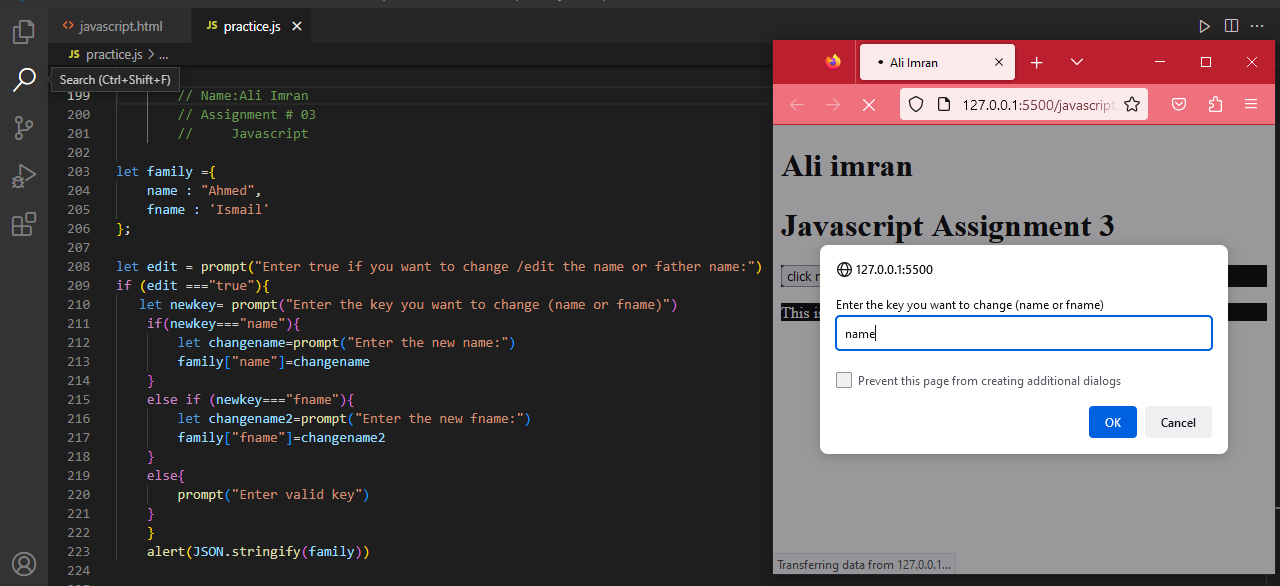 javascript.html
JS practice.js
JS practice.js > ...
Search (Ctrl+Shift+F)
199 // Name:Ali Imran
200 // Assignment # 03
201 //     Javascript
202
203 let family ={
204 name : "Ahmed",
205 fname : 'Ismail'
206 };
207
208 let edit = prompt("Enter true if you want to change /edit the name or father name:")
209 if (edit ==="true"){
210 let newkey= prompt("Enter the key you want to change (name or fname)")
211 if(newkey==="name"){
212 let changename=prompt("Enter the new name:")
213 family["name"]=changename
214 }
215 else if (newkey==="fname"){
216 let changename2=prompt("Enter the new fname:")
217 family["fname"]=changename2
218 }
219 else{
220 prompt("Enter valid key")
221 }
222 }
223 alert(JSON.stringify(family))
224
• Ali Imran
127.0.0.1:5500/javascript
Ali imran
Javascript Assignment 3
click
This is
127.0.0.1:5500
Enter the key you want to change (name or fname)
name
Prevent this page from creating additional dialogs
OK Cancel
Transferring data from 127.0.0.1...